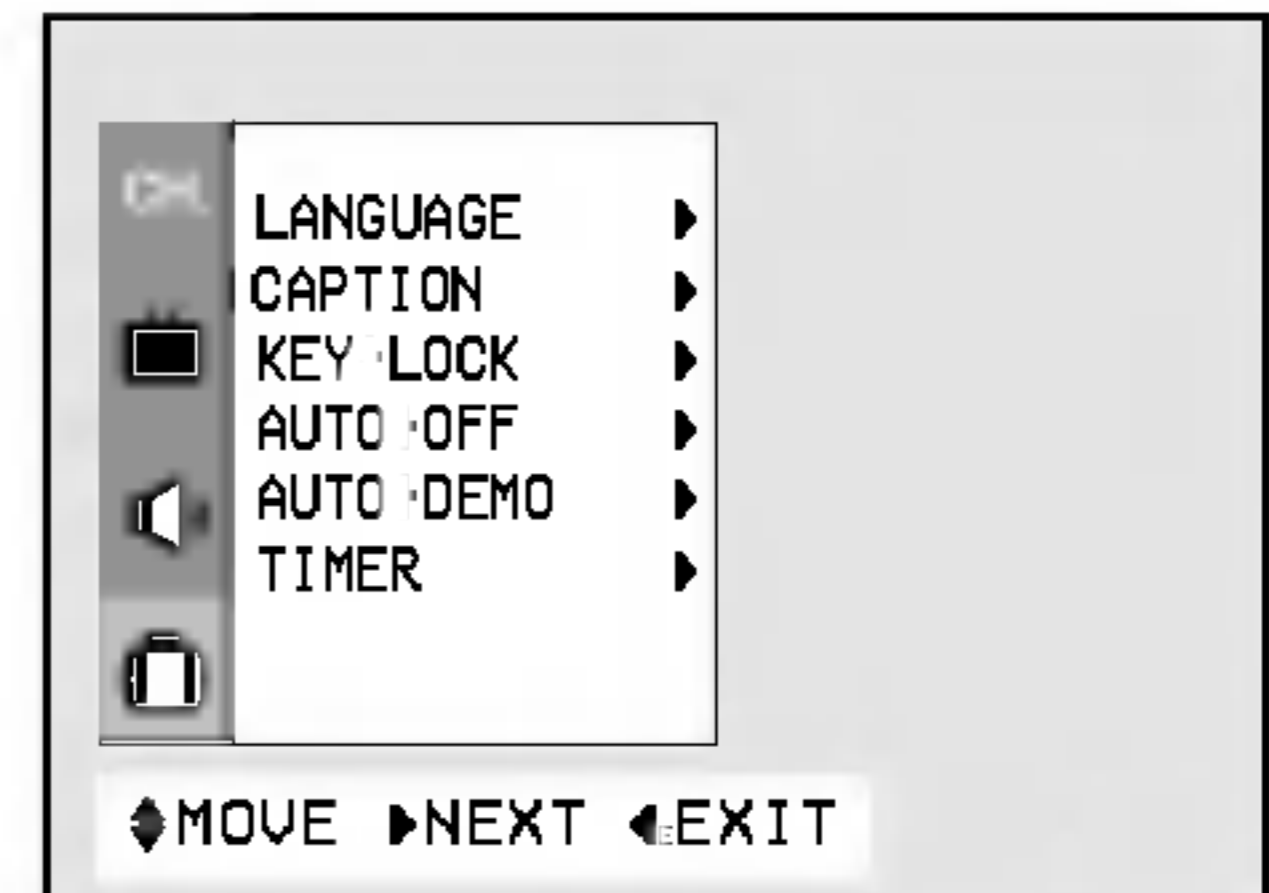 CH.
LANGUAGE
CAPTION
KEY LOCK
AUTO OFF
AUTO DEMO
TIMER
MOVE NEXT EXIT